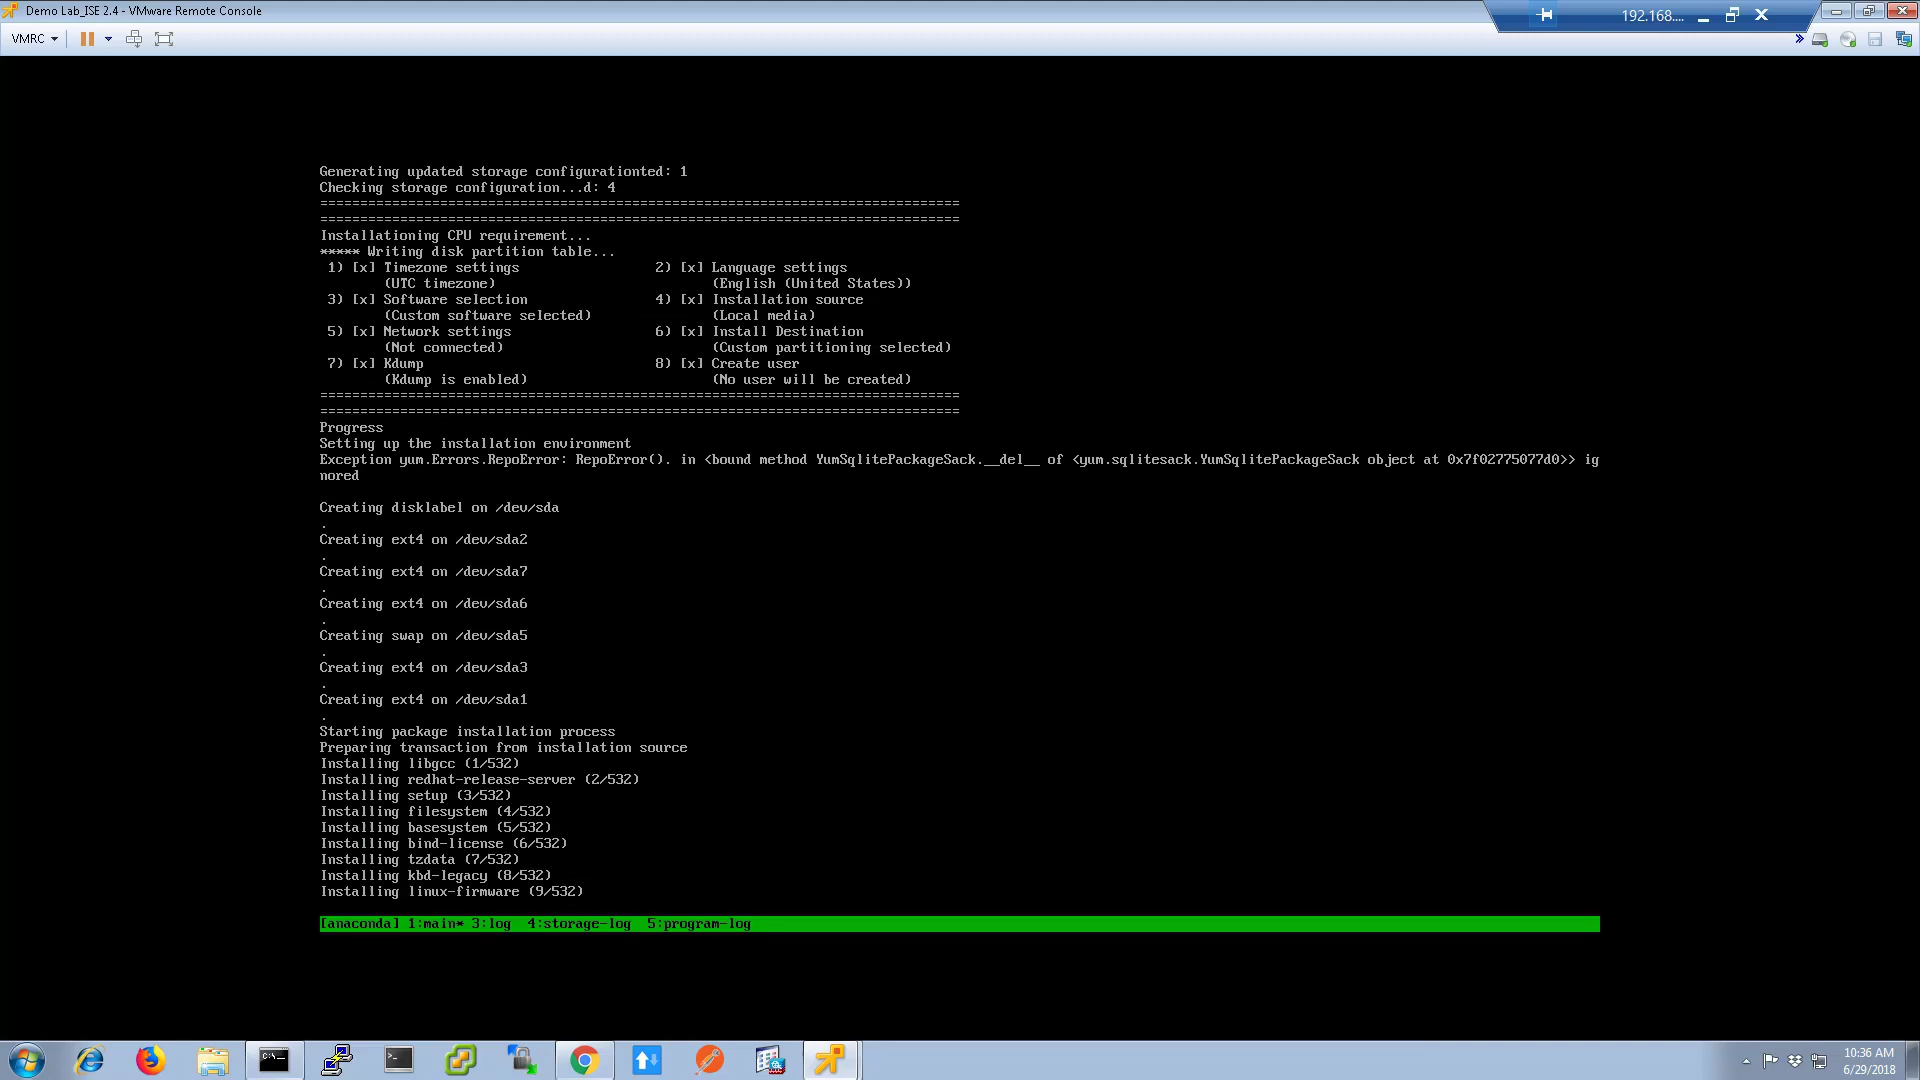 Demo Lab_ISE 2.4 - VMware Remote Console
192.168....
VMRC
Generating updated storage configurationted: 1
Checking storage configuration...d: 4
================================================================================
================================================================================
Installationing CPU requirement...
***** Writing disk partition table...
1) [x] Timezone settings 2) [x] Language settings
(UTC timezone) (English (United States))
3) [x] Software selection 4) [x] Installation source
(Custom software selected) (Local media)
5) [x] Network settings 6) [x] Install Destination
(Not connected) (Custom partitioning selected)
7) [x] Kdump 8) [x] Create user
(Kdump is enabled) (No user will be created)
================================================================================
================================================================================
Progress
Setting up the installation environment
Exception yum.Errors.RepoError: RepoError(). in <bound method YumSqlitePackageSack.__del__ of <yum.sqlitesack.YumSqlitePackageSack object at 0x7f02775077d0>> ig
nored
Creating disklabel on /dev/sda
.
Creating ext4 on /dev/sda2
.
Creating ext4 on /dev/sda7
.
Creating ext4 on /dev/sda6
.
Creating swap on /dev/sda5
.
Creating ext4 on /dev/sda3
.
Creating ext4 on /dev/sda1
.
Starting package installation process
Preparing transaction from installation source
Installing libgcc (1/532)
Installing redhat-release-server (2/532)
Installing setup (3/532)
Installing filesystem (4/532)
Installing basesystem (5/532)
Installing bind-license (6/532)
Installing tzdata (7/532)
Installing kbd-legacy (8/532)
Installing linux-firmware (9/532)
[anaconda] 1:main* 3:log 4:storage-log 5:program-log
C:\_
10:36 AM
6/29/2018